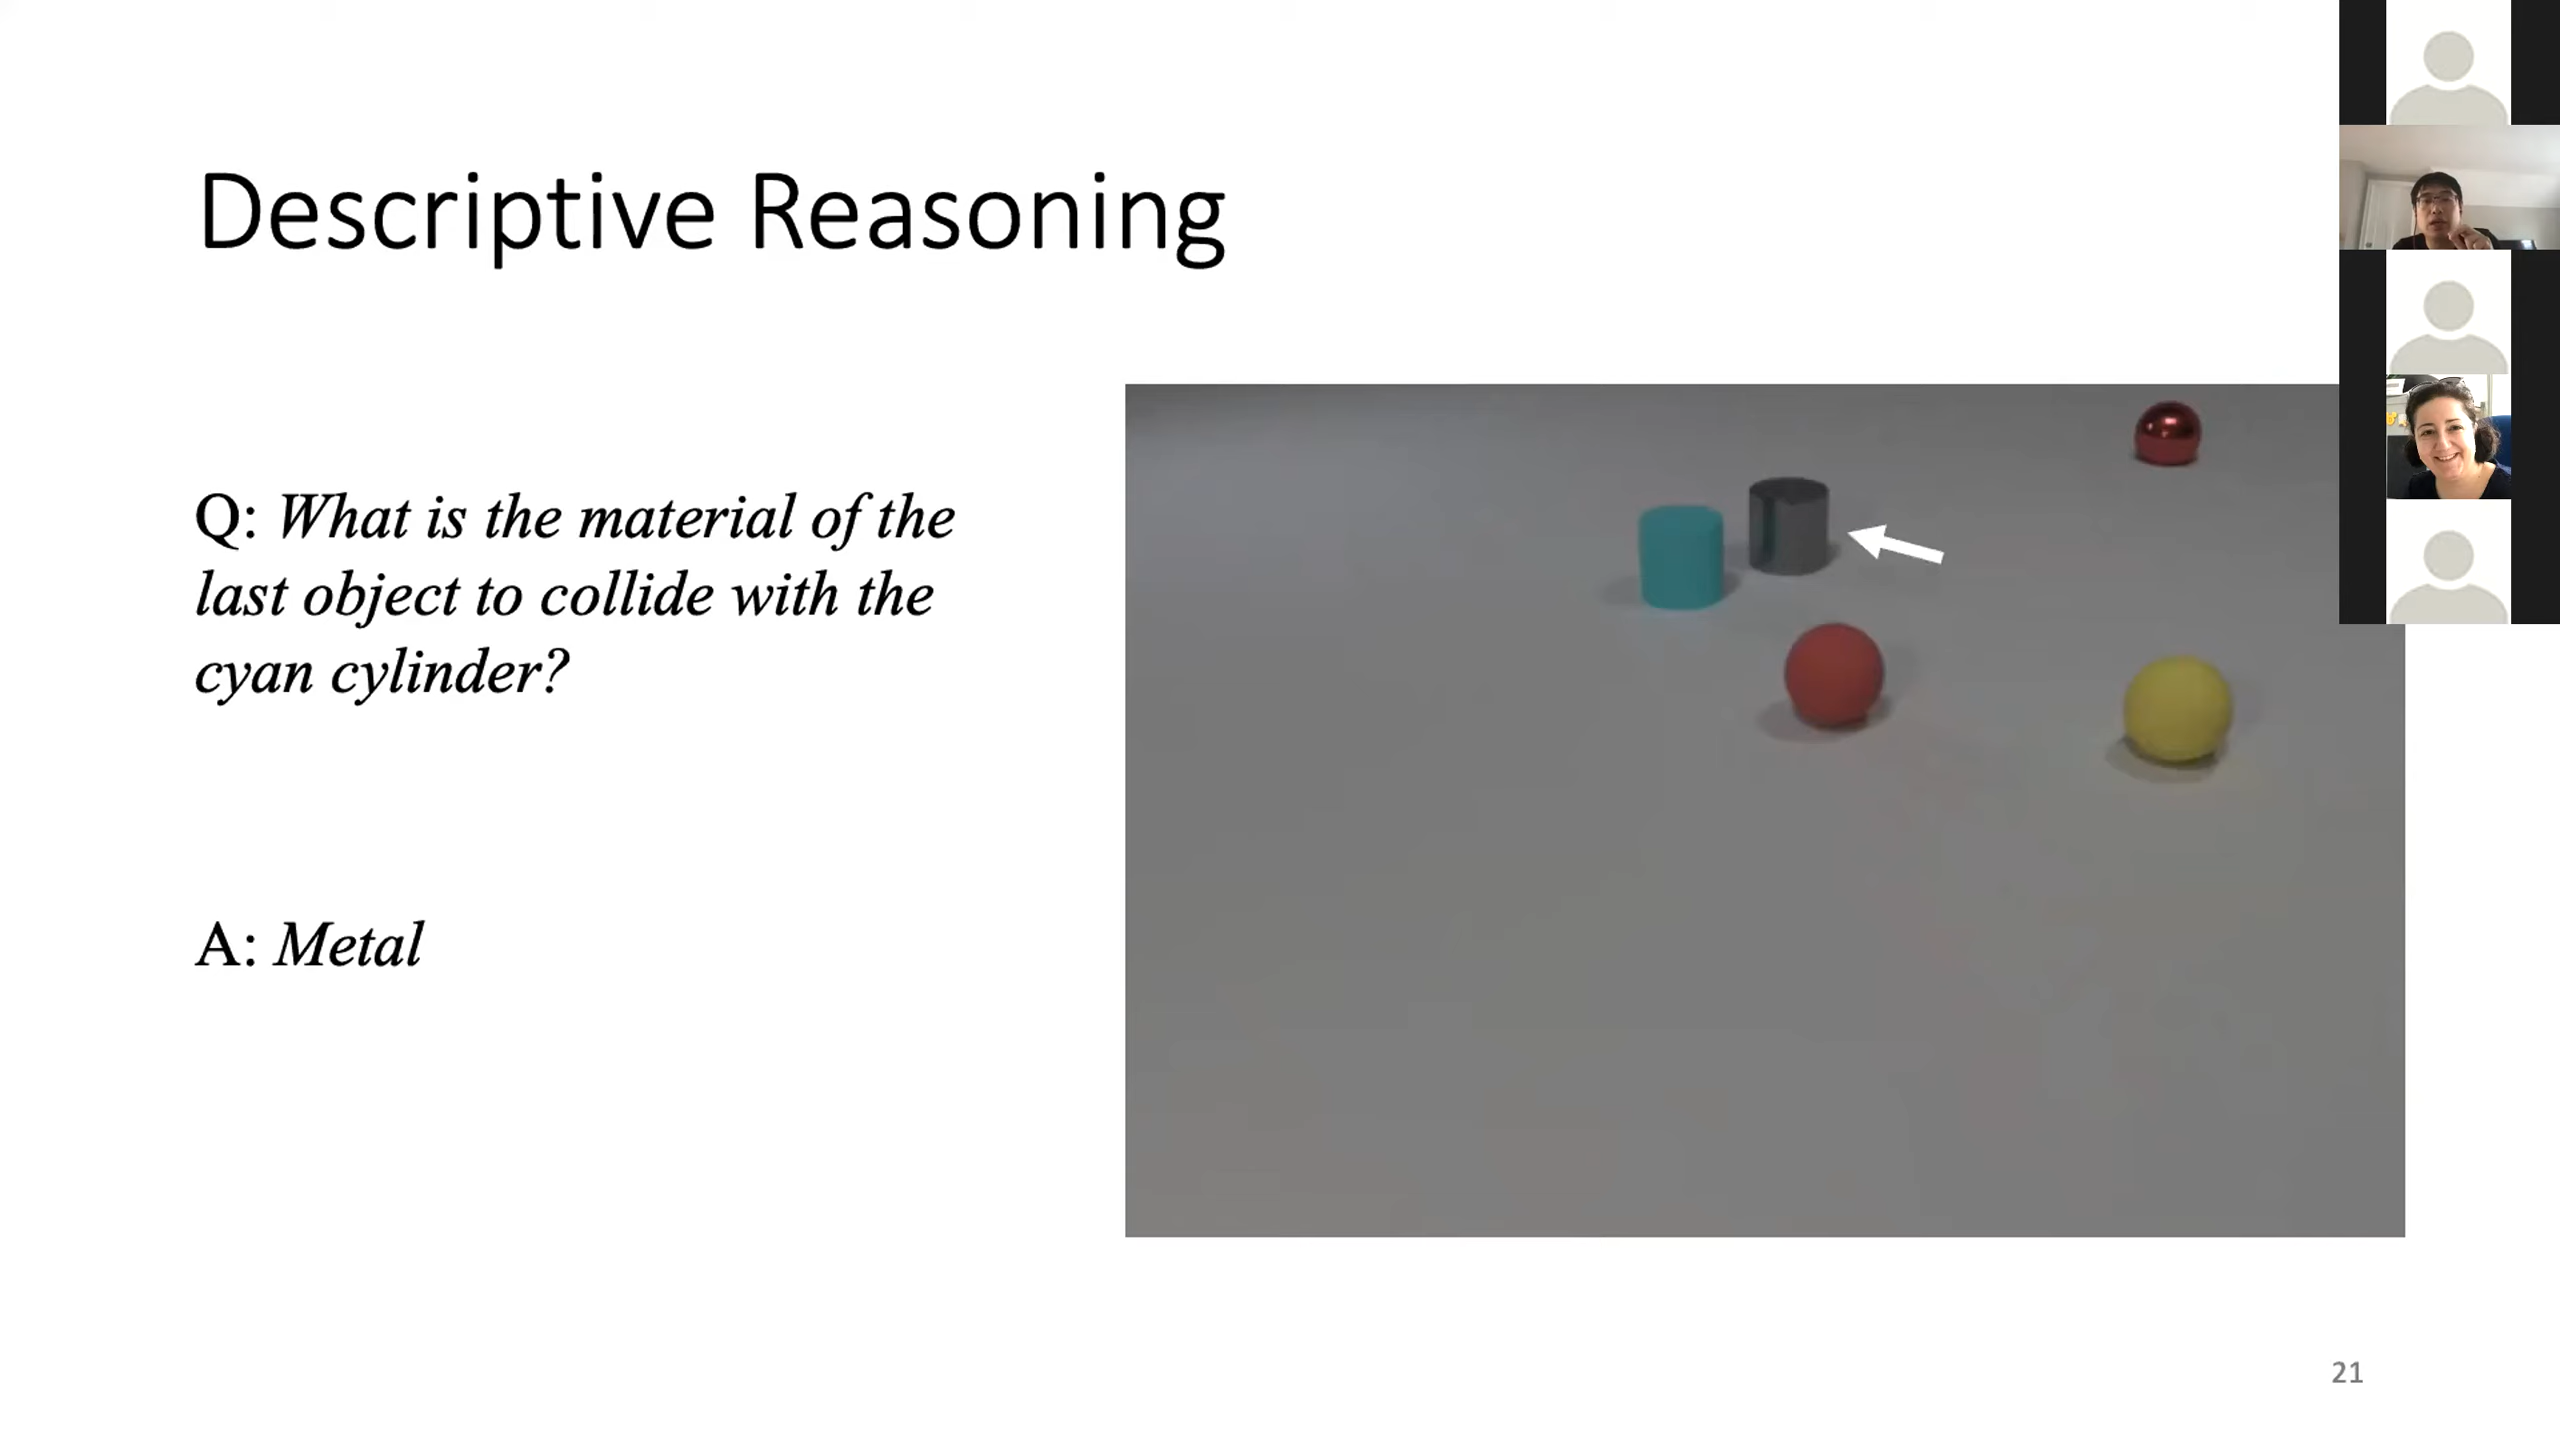 Descriptive Reasoning
Q: What is the material of the
last object to collide with the
cyan cylinder?
A: Metal
21